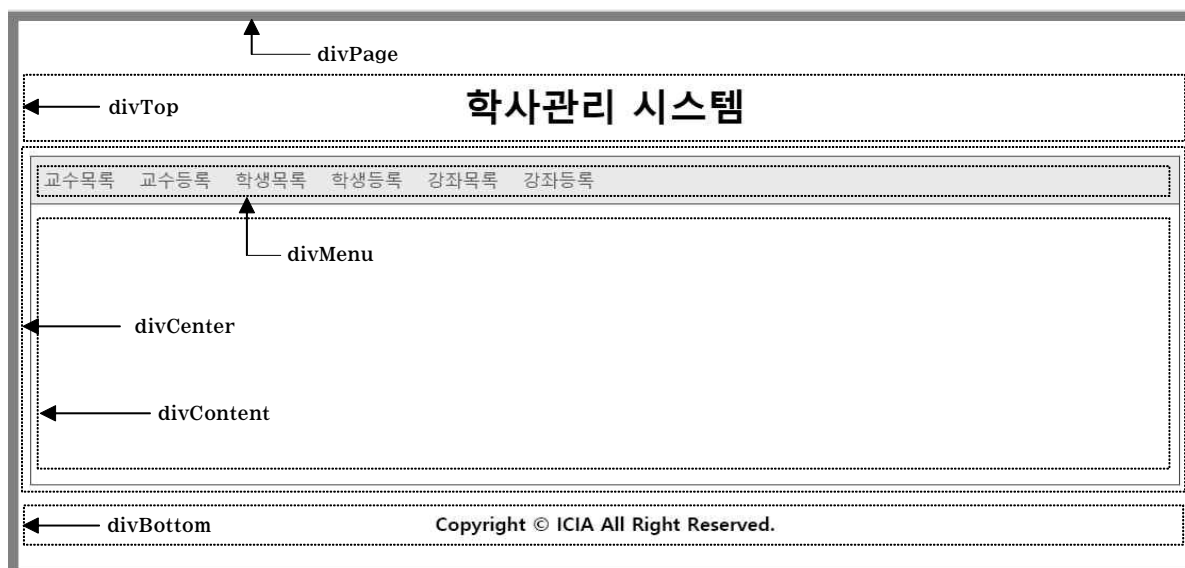 divPage
divTop
학사관리 시스템
교수목록 교수등록 학생목록 학생등록 강좌목록 강좌등록
divMenu
divCenter
divContent
divBottom
Copyright © ICIA All Right Reserved.